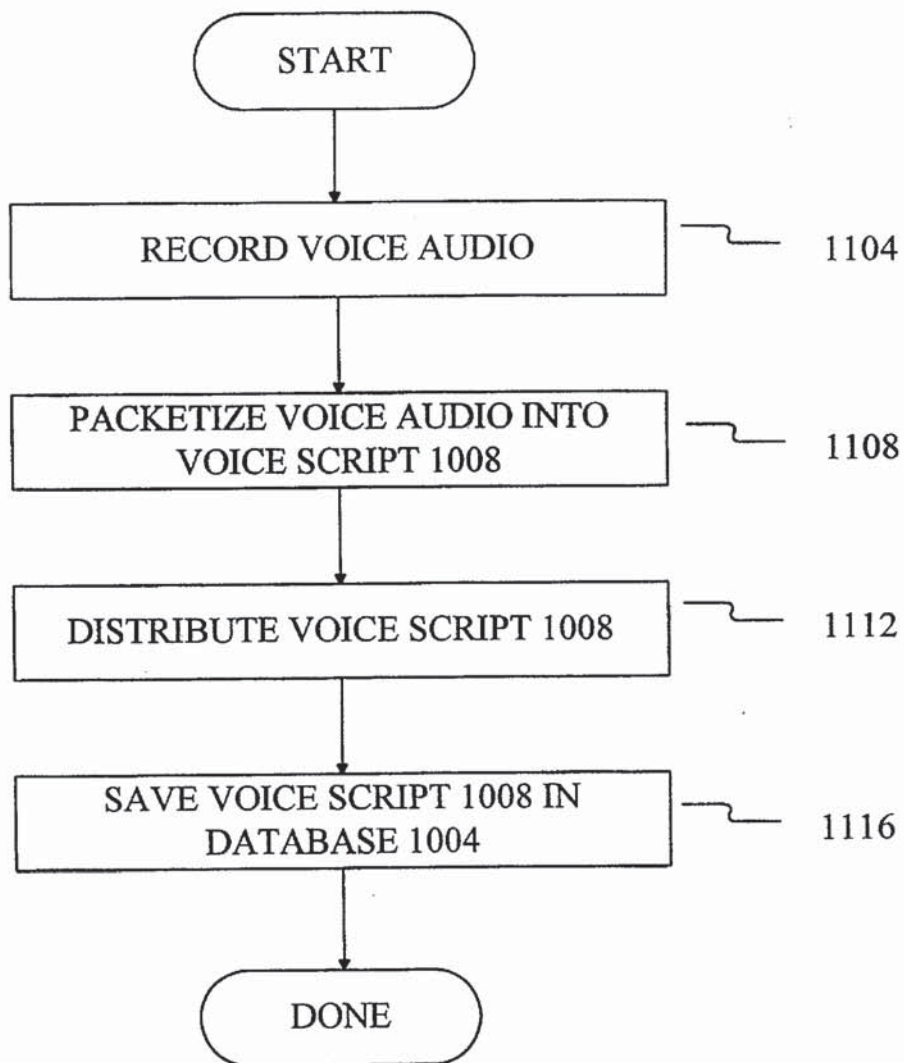 START
RECORD VOICE AUDIO
1104
PACKETIZE VOICE AUDIO INTO
VOICE SCRIPT 1008
1108
DISTRIBUTE VOICE SCRIPT 1008
1112
SAVE VOICE SCRIPT 1008 IN
DATABASE 1004
1116
DONE